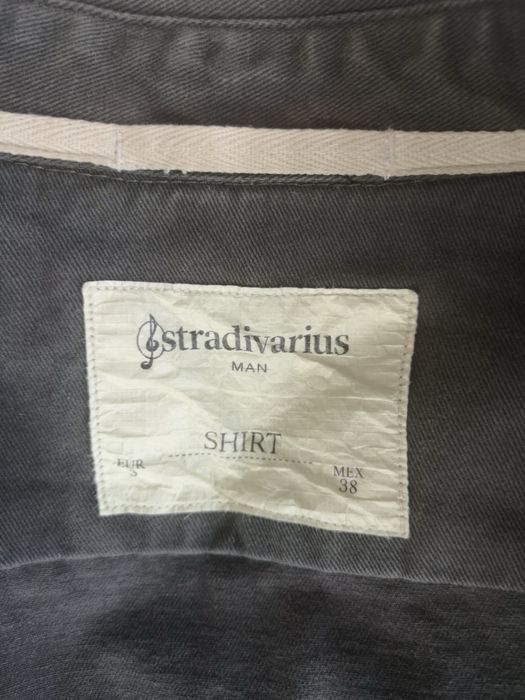 stradivarius
MAN
SHIRT
EUR
S
MEX
38